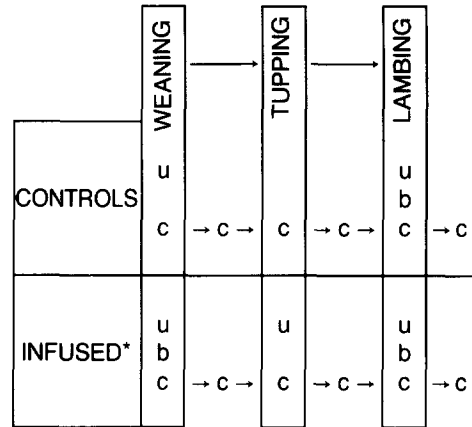 WEANING → TUPPING → LAMBING
u u
CONTROLS b
c → c → c → c → c → c
u u u
INFUSED* b b
c → c → c → c → c → c